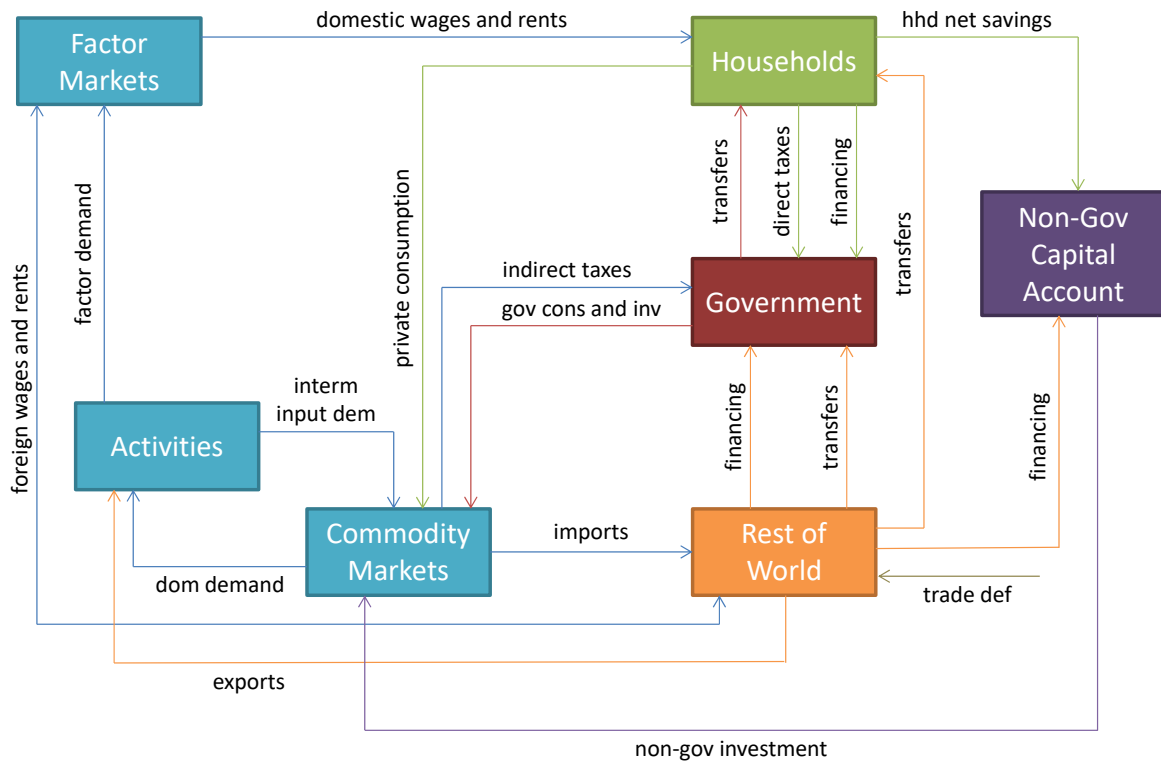 domestic wages and rents
hhd net savings
Factor
Markets
Households
foreign wages and rents
factor demand
private consumption
transfers
direct taxes
financing
transfers
Non-Gov
Capital
Account
indirect taxes
gov cons and inv
Government
interm
input dem
Activities
financing
transfers
financing
Commodity
Markets
imports
Rest of
World
dom demand
trade def
exports
non-gov investment